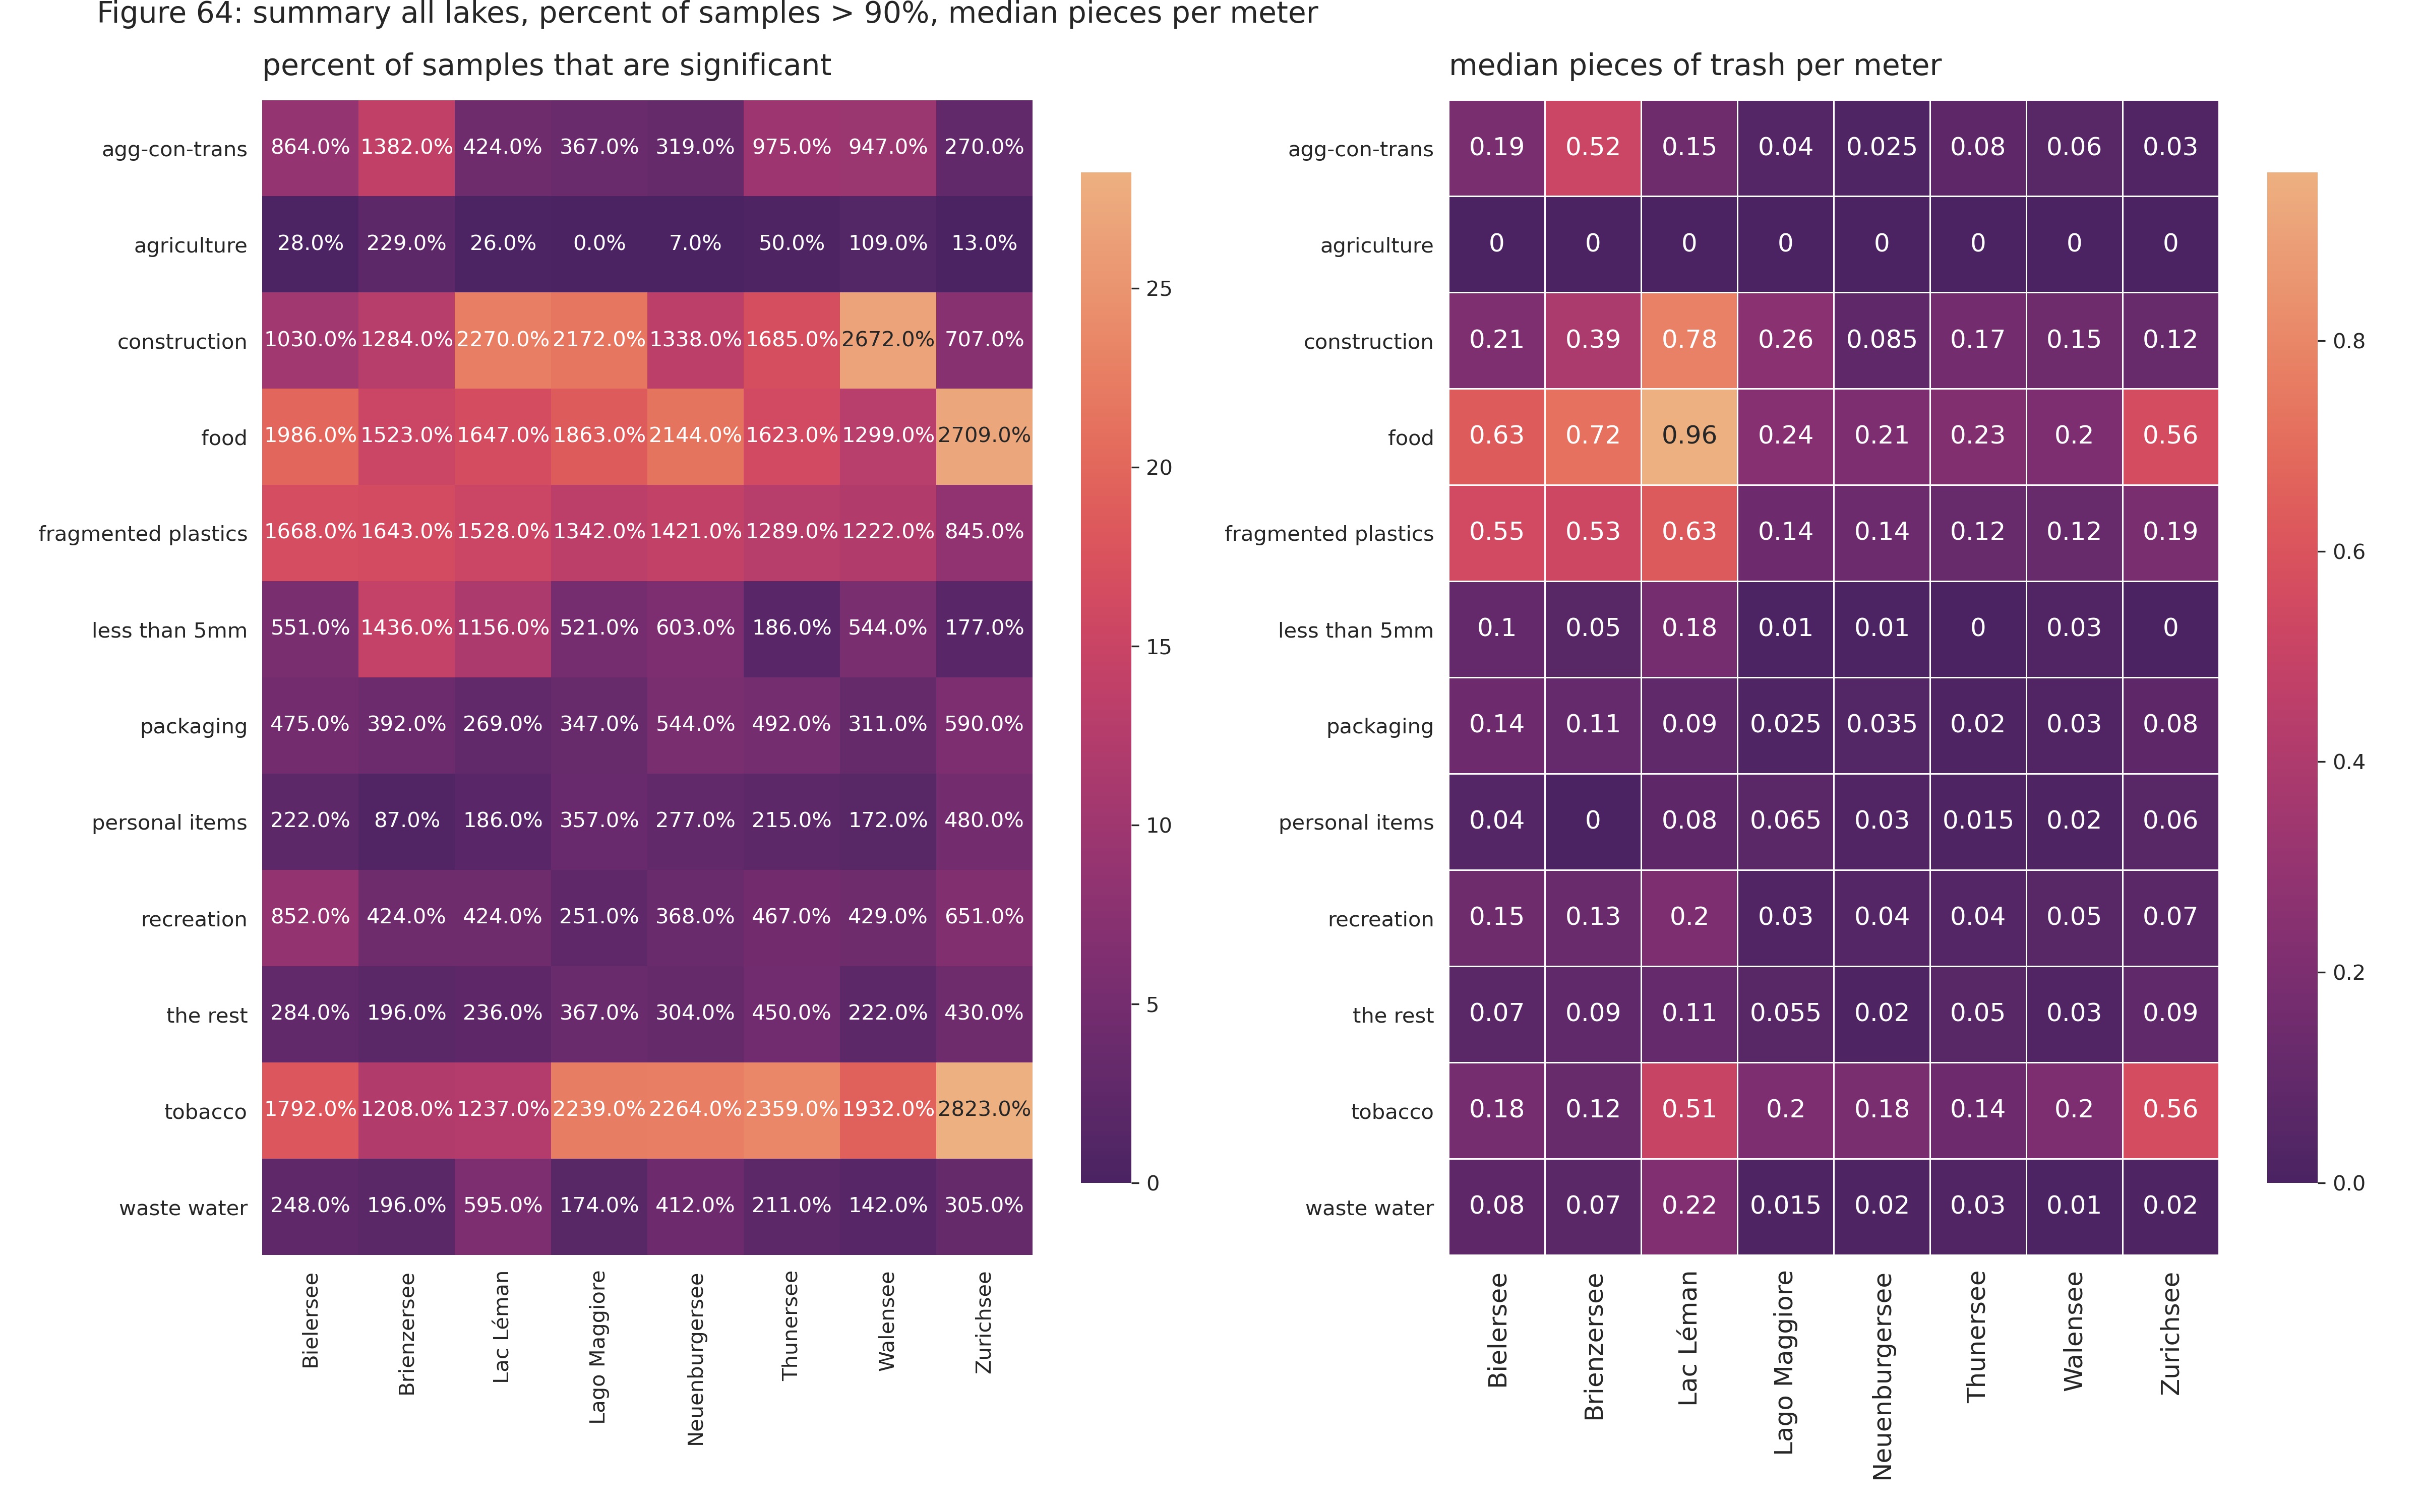 Figure 64: summary all lakes, percent of samples > 90%, median pieces per meter
percent of samples that are significant
agg-con-trans 864.0% 1382.0% 424.0% 367.0% 319.0% 975.0% 947.0% 270.0%
agriculture 28.0% 229.0% 26.0% 0.0% 7.0% 50.0% 109.0% 13.0%
construction 1030.0% 1284.0% 2270.0% 2172.0% 1338.0% 1685.0% 2672.0% 707.0%
food 1986.0% 1523.0% 1647.0% 1863.0% 2144.0% 1623.0% 1299.0% 2709.0%
fragmented plastics 1668.0% 1643.0% 1528.0% 1342.0% 1421.0% 1289.0% 1222.0% 845.0%
less than 5mm 551.0% 1436.0% 1156.0% 521.0% 603.0% 186.0% 544.0% 177.0%
packaging 475.0% 392.0% 269.0% 347.0% 544.0% 492.0% 311.0% 590.0%
personal items 222.0% 87.0% 186.0% 357.0% 277.0% 215.0% 172.0% 480.0%
recreation 852.0% 424.0% 424.0% 251.0% 368.0% 467.0% 429.0% 651.0%
the rest 284.0% 196.0% 236.0% 367.0% 304.0% 450.0% 222.0% 430.0%
tobacco 1792.0% 1208.0% 1237.0% 2239.0% 2264.0% 2359.0% 1932.0% 2823.0%
waste water 248.0% 196.0% 595.0% 174.0% 412.0% 211.0% 142.0% 305.0%
Bielersee Brienzersee Lac Léman Lago Maggiore Neuenburgersee Thunersee Walensee Zurichsee
25
20
15
10
5
0
median pieces of trash per meter
agg-con-trans 0.19 0.52 0.15 0.04 0.025 0.08 0.06 0.03
agriculture 0 0 0 0 0 0 0 0
construction 0.21 0.39 0.78 0.26 0.085 0.17 0.15 0.12
food 0.63 0.72 0.96 0.24 0.21 0.23 0.2 0.56
fragmented plastics 0.55 0.53 0.63 0.14 0.14 0.12 0.12 0.19
less than 5mm 0.1 0.05 0.18 0.01 0.01 0 0.03 0
packaging 0.14 0.11 0.09 0.025 0.035 0.02 0.03 0.08
personal items 0.04 0 0.08 0.065 0.03 0.015 0.02 0.06
recreation 0.15 0.13 0.2 0.03 0.04 0.04 0.05 0.07
the rest 0.07 0.09 0.11 0.055 0.02 0.05 0.03 0.09
tobacco 0.18 0.12 0.51 0.2 0.18 0.14 0.2 0.56
waste water 0.08 0.07 0.22 0.015 0.02 0.03 0.01 0.02
Bielersee Brienzersee Lac Léman Lago Maggiore Neuenburgersee Thunersee Walensee Zurichsee
0.8
0.6
0.4
0.2
0.0